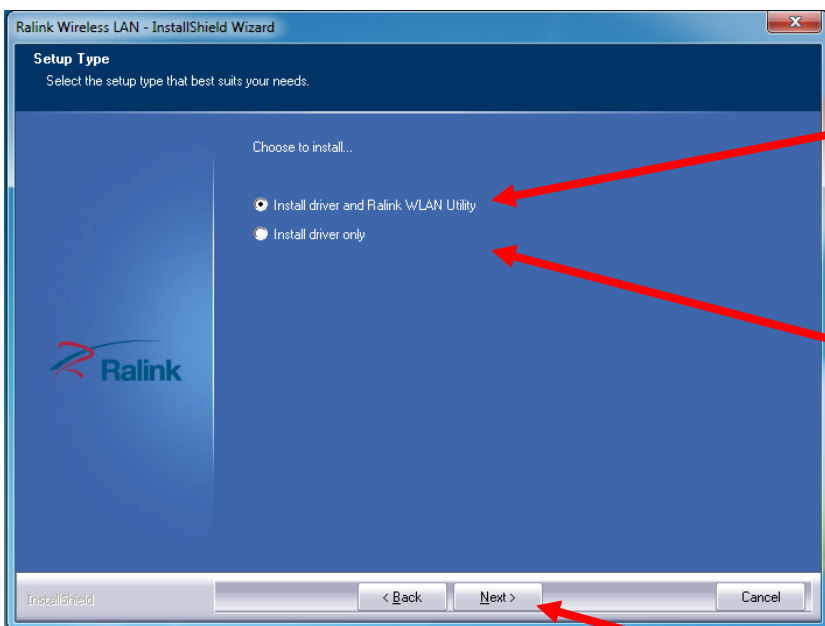 Ralink Wireless LAN - InstallShield Wizard
Setup Type
Select the setup type that best suits your needs.
Choose to install...
Install driver and Ralink WLAN Utility
Install driver only
Ralink
InstallShield
< Back
Next >
Cancel